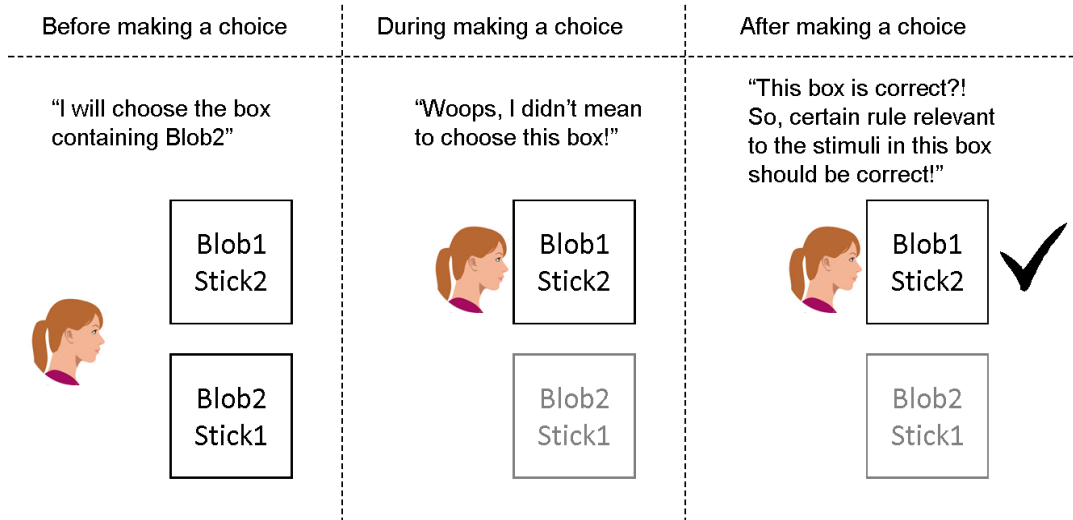 Before making a choice
During making a choice
After making a choice
“I will choose the box
containing Blob2”
“Woops, I didn’t mean
to choose this box!”
“This box is correct?!
So, certain rule relevant
to the stimuli in this box
should be correct!”
Blob1
Stick2
Blob2
Stick1
Blob1
Stick2
Blob2
Stick1
Blob1
Stick2
Blob2
Stick1